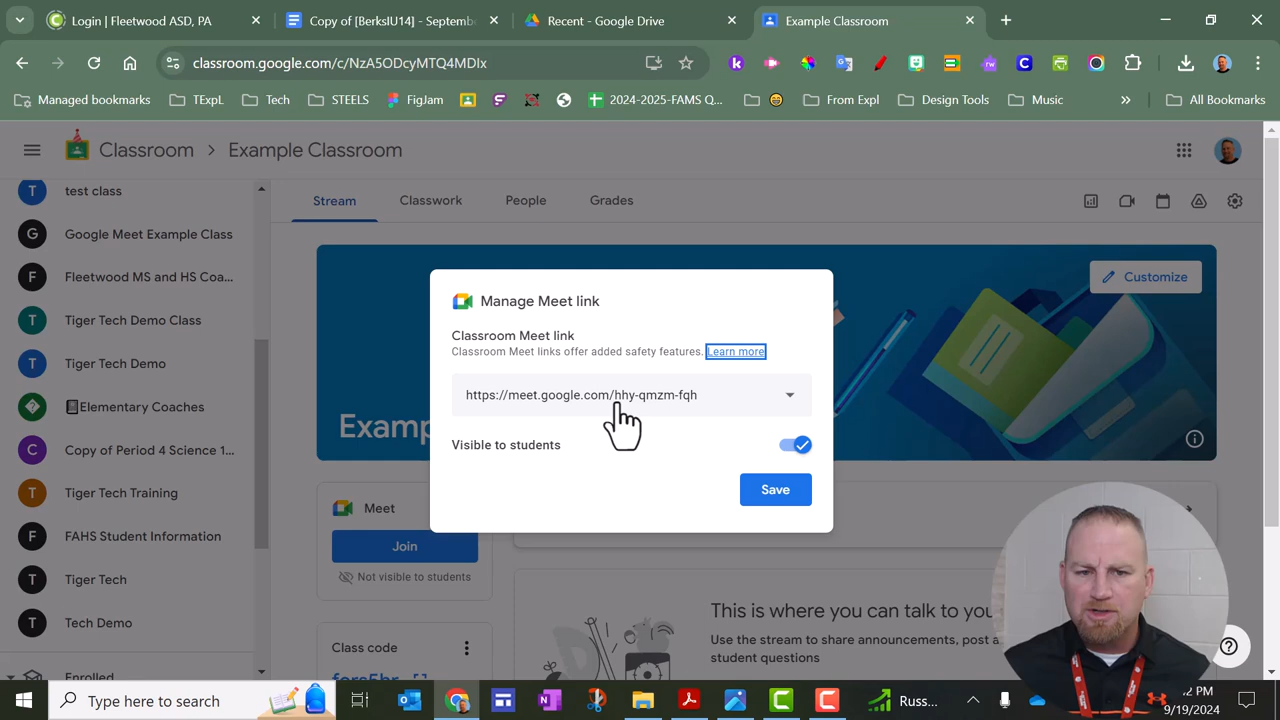 Login | Fleetwood ASD, PA
Copy of [BerksIU14] - Septemb
Recent - Google Drive
Example Classroom
classroom.google.com/c/NzA5ODcyMTQ4MDIx
Managed bookmarks
TExpL
Tech
STEELS
FigJam
2024-2025-FAMS Q...
From Expl
Design Tools
Music
All Bookmarks
Classroom > Example Classroom
T test class
G Google Meet Example Class
F Fleetwood MS and HS Coa...
T Tiger Tech Demo Class
T Tiger Tech Demo
Elementary Coaches
C Copy of Period 4 Science 1...
T Tiger Tech Training
F FAHS Student Information
T Tiger Tech
T Tech Demo
Enrolled
Stream
Classwork
People
Grades
Customize
Examp
Manage Meet link
Classroom Meet link
Classroom Meet links offer added safety features. Learn more
https://meet.google.com/hhy-qmzm-fqh
Visible to students
Save
Meet
Join
Not visible to students
Class code
This is where you can talk to you
Use the stream to share announcements, post a
student questions
Type here to search
Russ...
:12 PM
9/19/2024